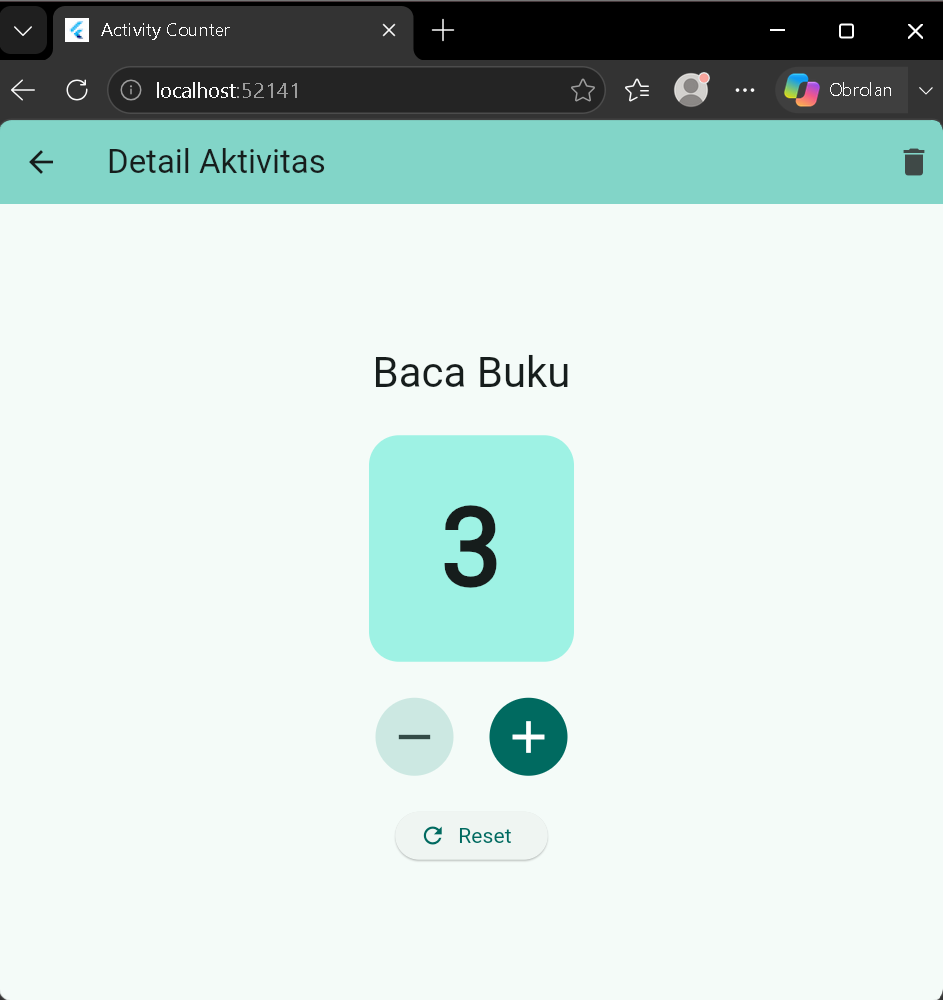 Activity Counter
localhost:52141
Obrolan
Detail Aktivitas
Baca Buku
3
Reset